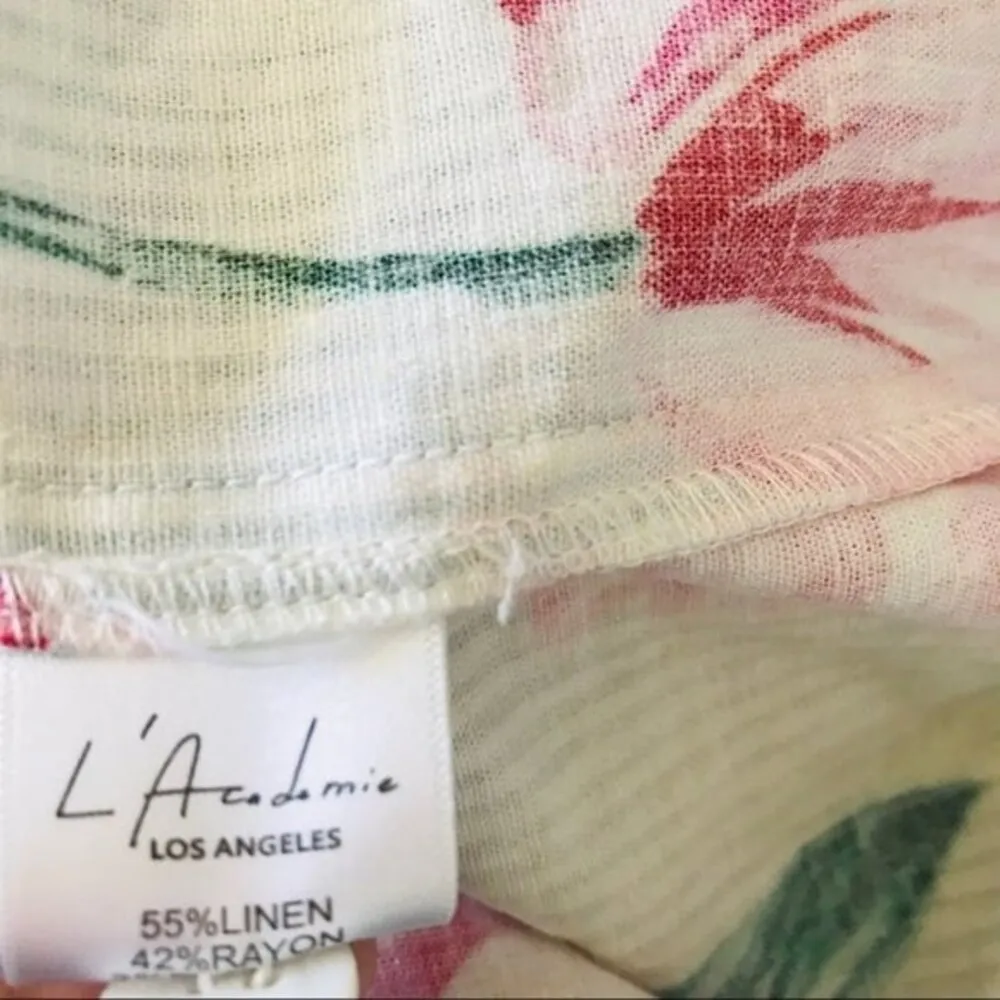 L'Academie
LOS ANGELES
55%LINEN
42%RAYON